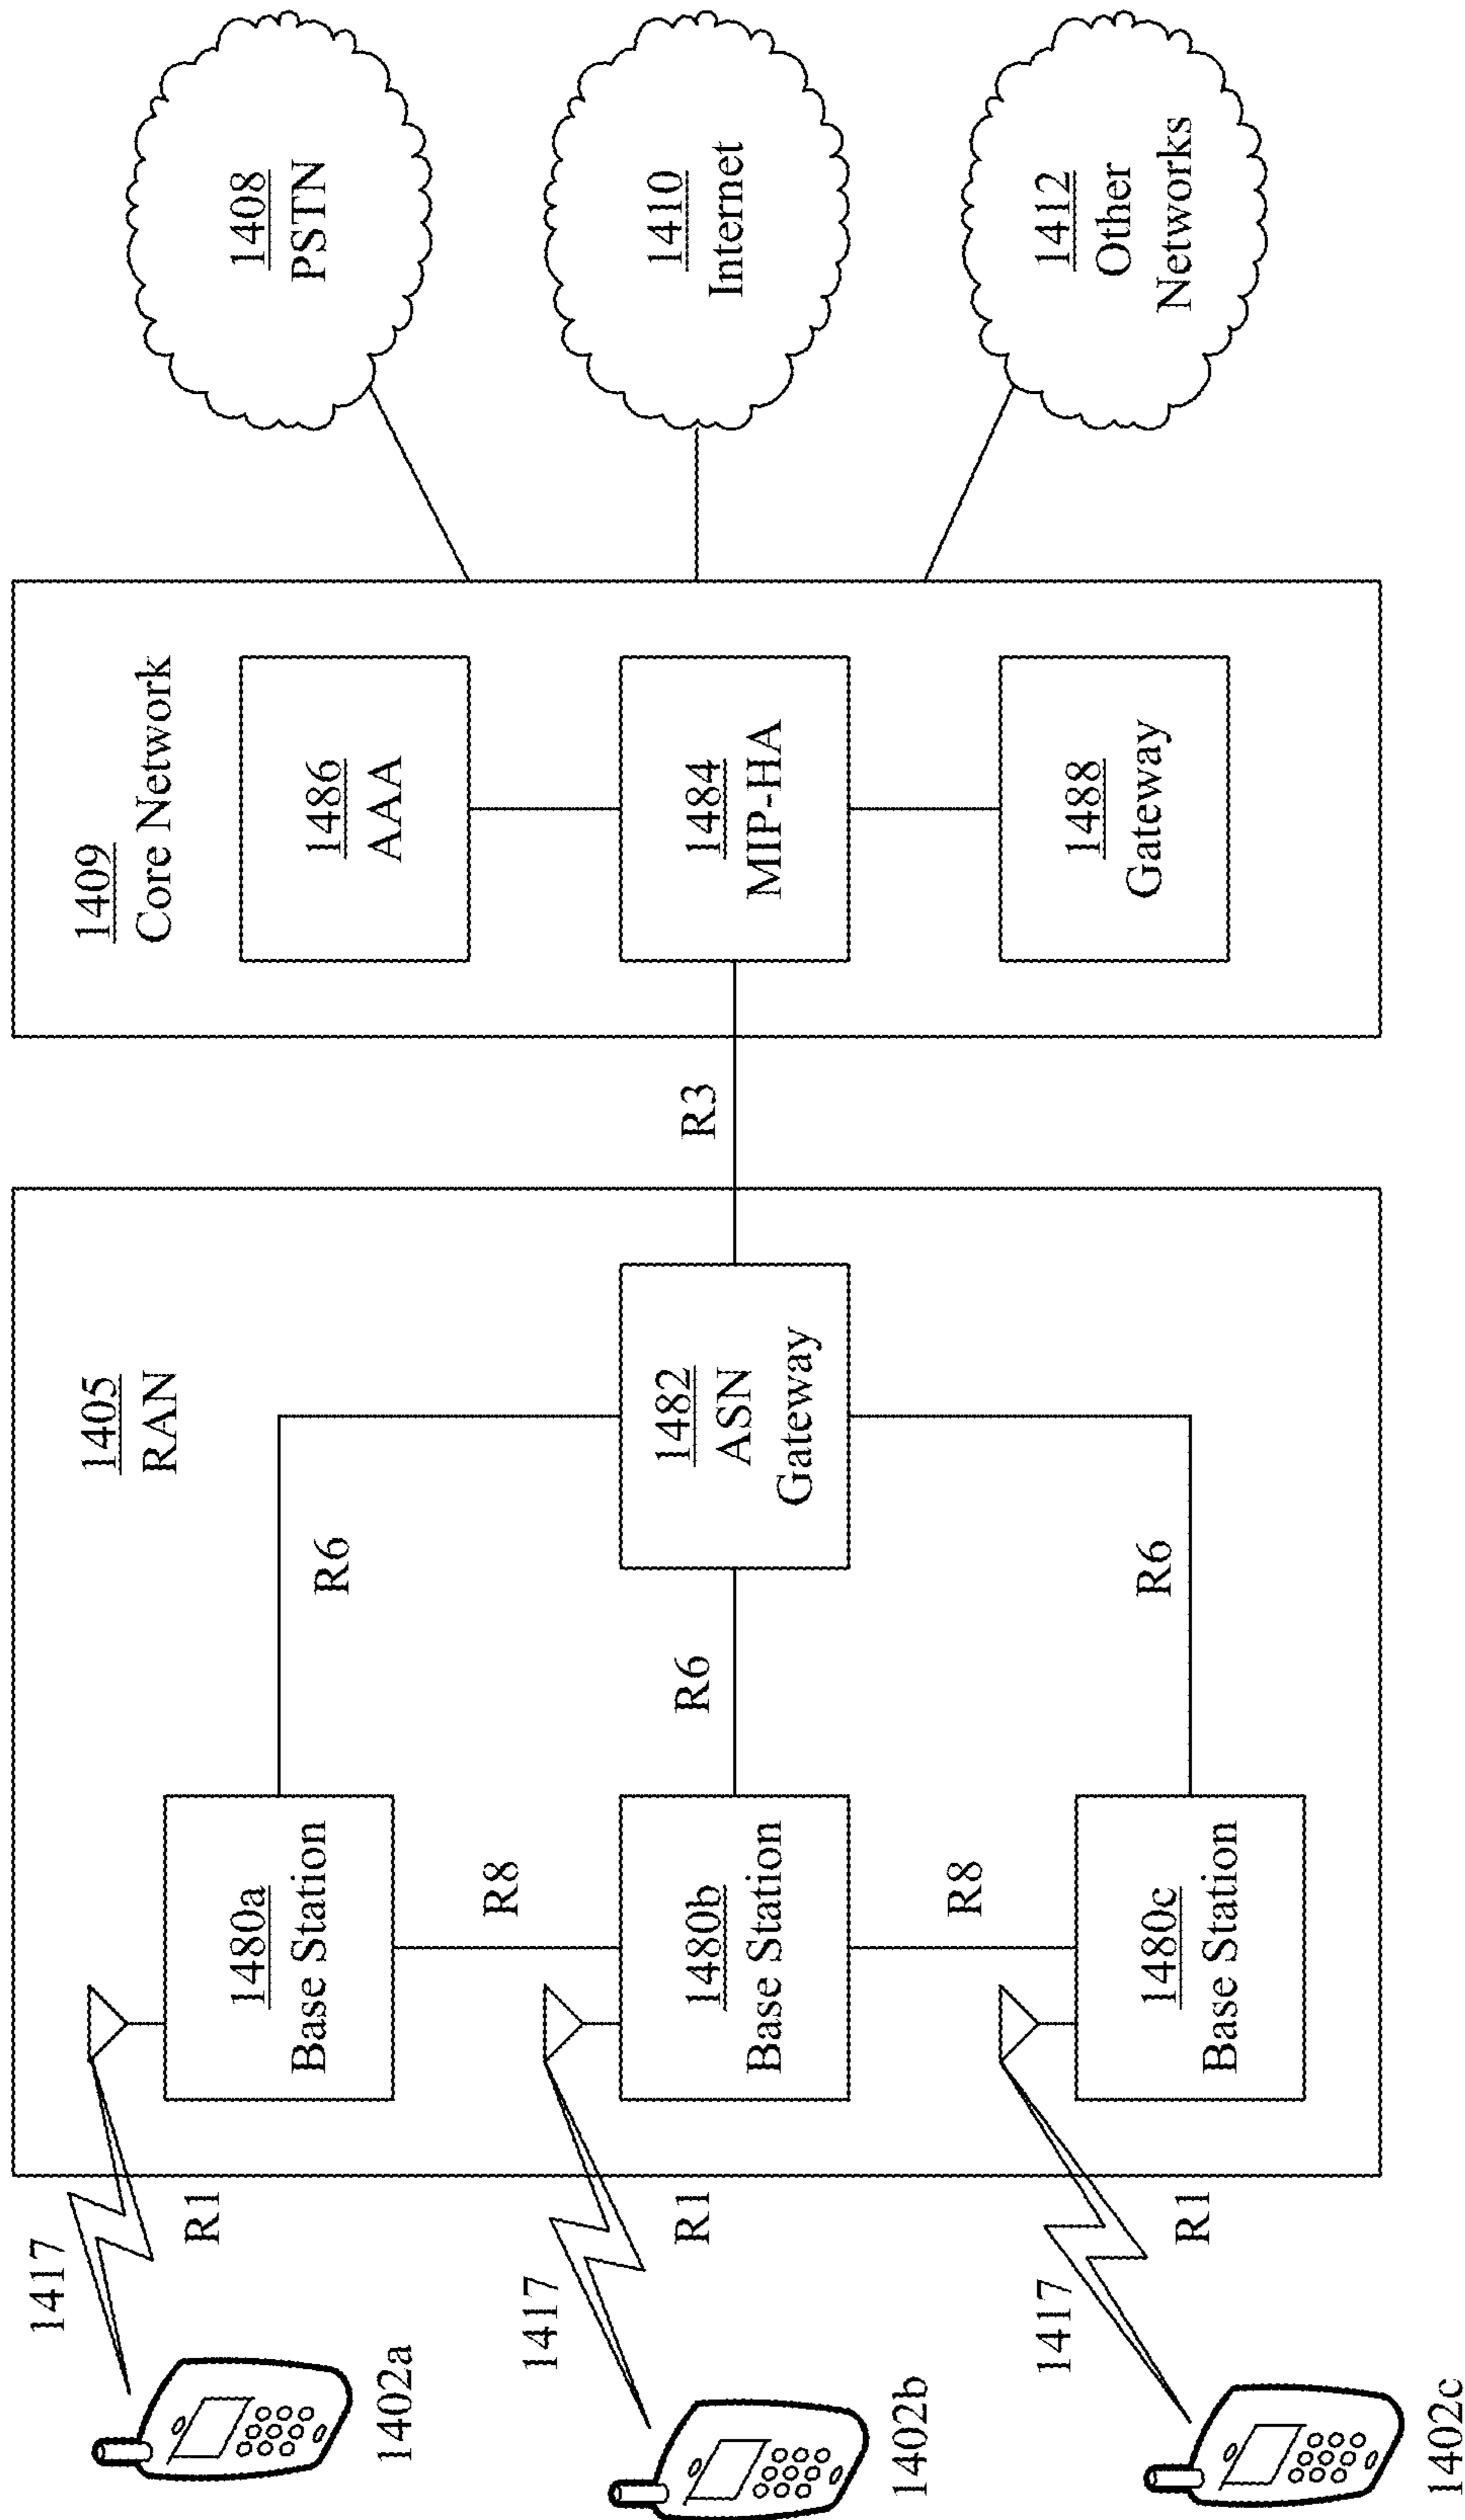 1417
R1
1402a
1417
R1
1402b
1417
R1
1402c
1405
RAN
1480a
Base Station
R8
1480b
Base Station
R8
1480c
Base Station
R6
R6
R6
1482
ASN
Gateway
R3
1409
Core Network
1486
AAA
1484
MIP-HA
1488
Gateway
1408
PSTN
1410
Internet
1412
Other
Networks